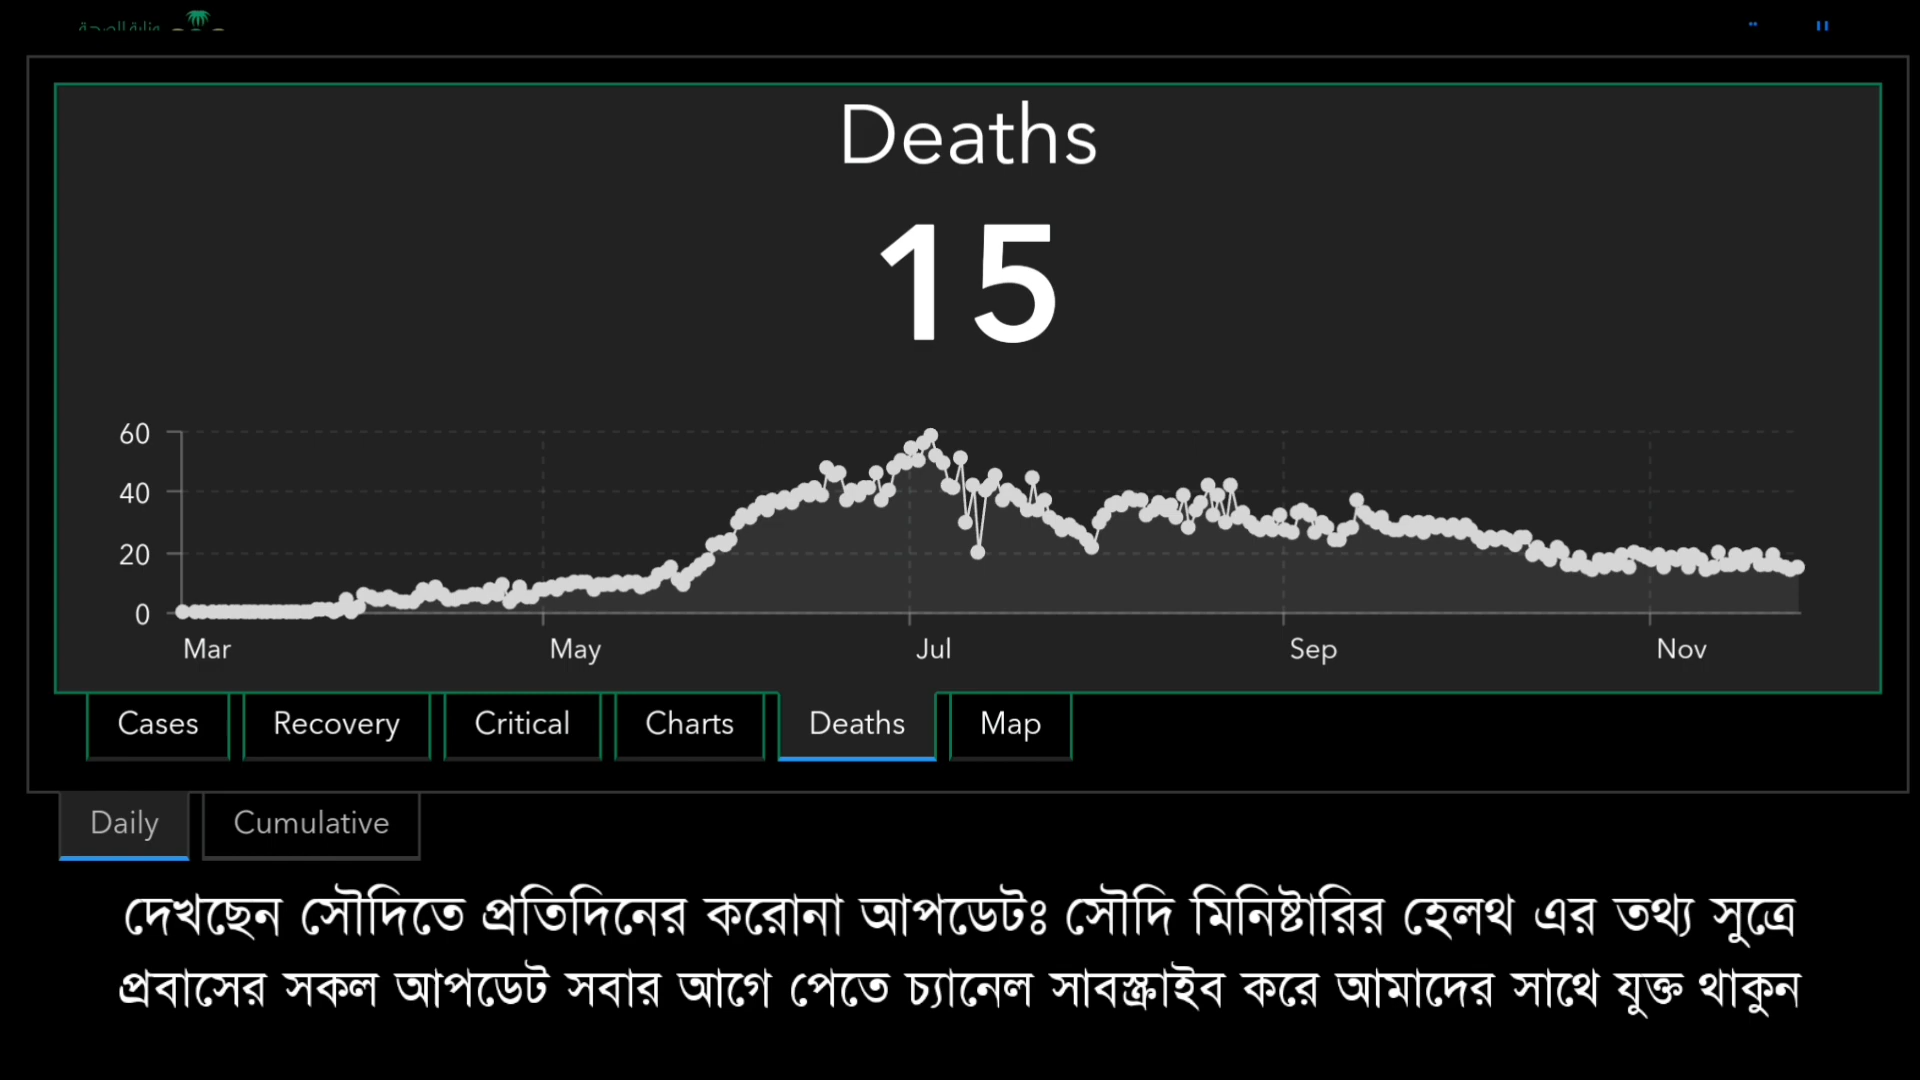 Deaths
15
60
40
20
0
Mar May Jul Sep Nov
Cases Recovery Critical Charts Deaths Map
Daily Cumulative
দেখছেন সৌদিতে প্রতিদিনের করোনা আপডেটঃ সৌদি মিনিষ্টারির হেলথ এর তথ্য সুত্রে
প্রবাসের সকল আপডেট সবার আগে পেতে চ্যানেল সাবস্ক্রাইব করে আমাদের সাথে যুক্ত থাকুন